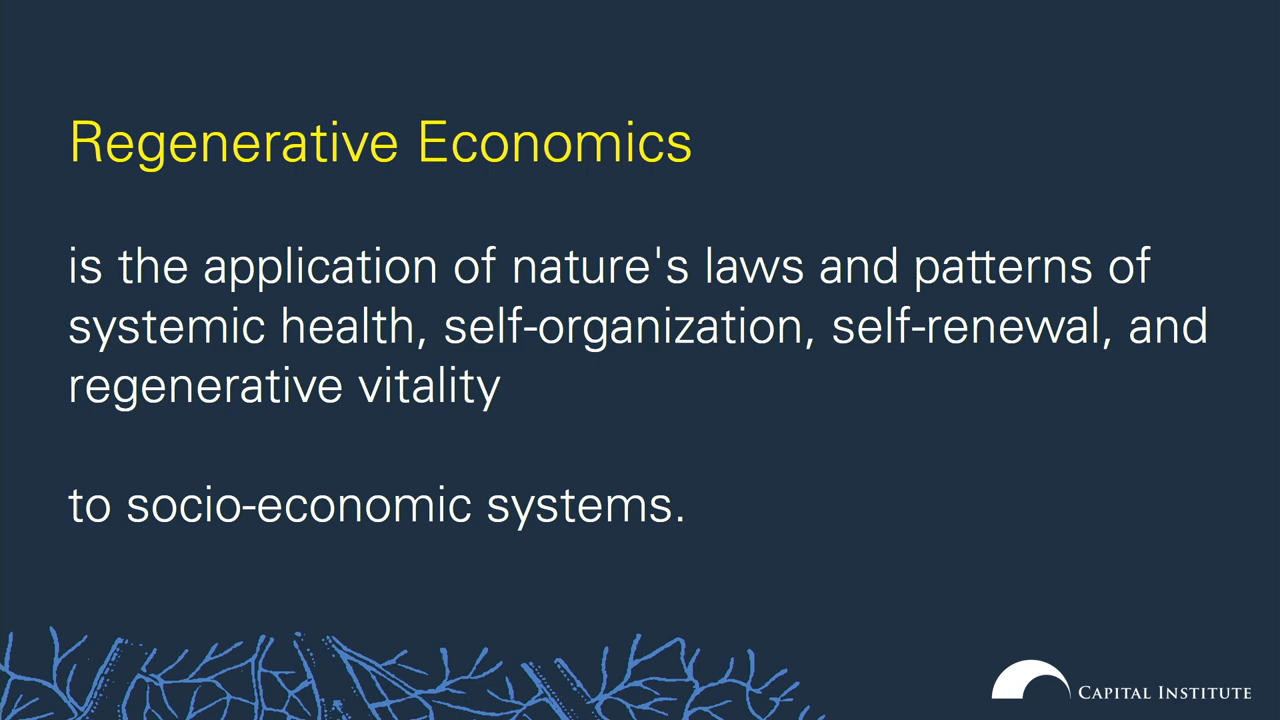 Regenerative Economics
is the application of nature's laws and patterns of
systemic health, self-organization, self-renewal, and
regenerative vitality
to socio-economic systems.
CAPITAL INSTITUTE